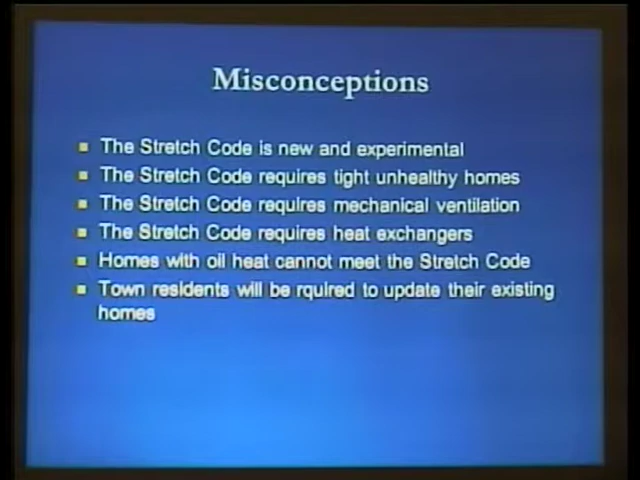 Misconceptions
The Stretch Code is new and experimental
The Stretch Code requires tight unhealthy homes
The Stretch Code requires mechanical ventilation
The Stretch Code requires heat exchangers
Homes with oil heat cannot meet the Stretch Code
Town residents will be rquired to update their existing
homes